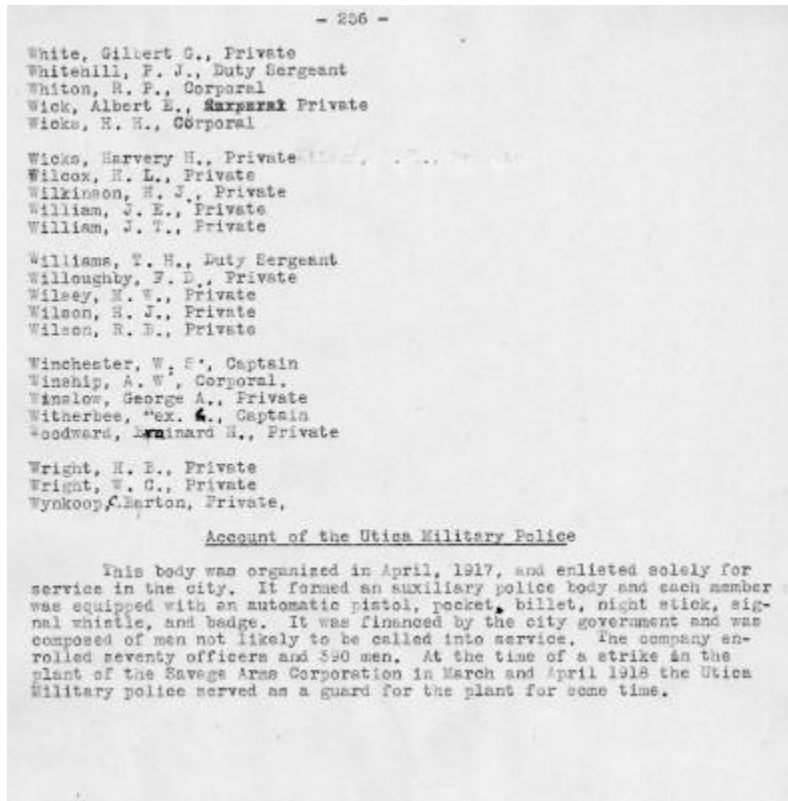 - 236 -
White, Gilbert G., Private
Whitehill, P. J., Duty Sergeant
Whiton, R. P., Corporal
Wick, Albert E., Private
Wicks, H. H., Corporal
Wicks, Harvery H., Private
Wilcox, H. L., Private
Wilkinson, H. J., Private
William, J. E., Private
William, J. T., Private
Williams, T. H., Duty Sergeant
Willoughby, F. D., Private
Wilsey, M. W., Private
Wilson, H. J., Private
Wilson, R. B., Private
Winchester, W. S., Captain
Winship, A. W., Corporal.
Winslow, George A., Private
Witherbee, Captain
Woodward, Brainard H., Private
Wright, H. B., Private
Wright, W. C., Private
Wynkoop, C. Barton, Private,
Account of the Utica Military Police
This body was organized in April, 1917, and enlisted solely for
service in the city. It formed an auxiliary police body and each member
was equipped with an automatic pistol, pocket, billet, night stick, sig-
nal whistle, and badge. It was financed by the city government and was
composed of men not likely to be called into service. The company en-
rolled seventy officers and 390 men. At the time of a strike in the
plant of the Savage Arms Corporation in March and April 1918 the Utica
Military police served as a guard for the plant for some time.